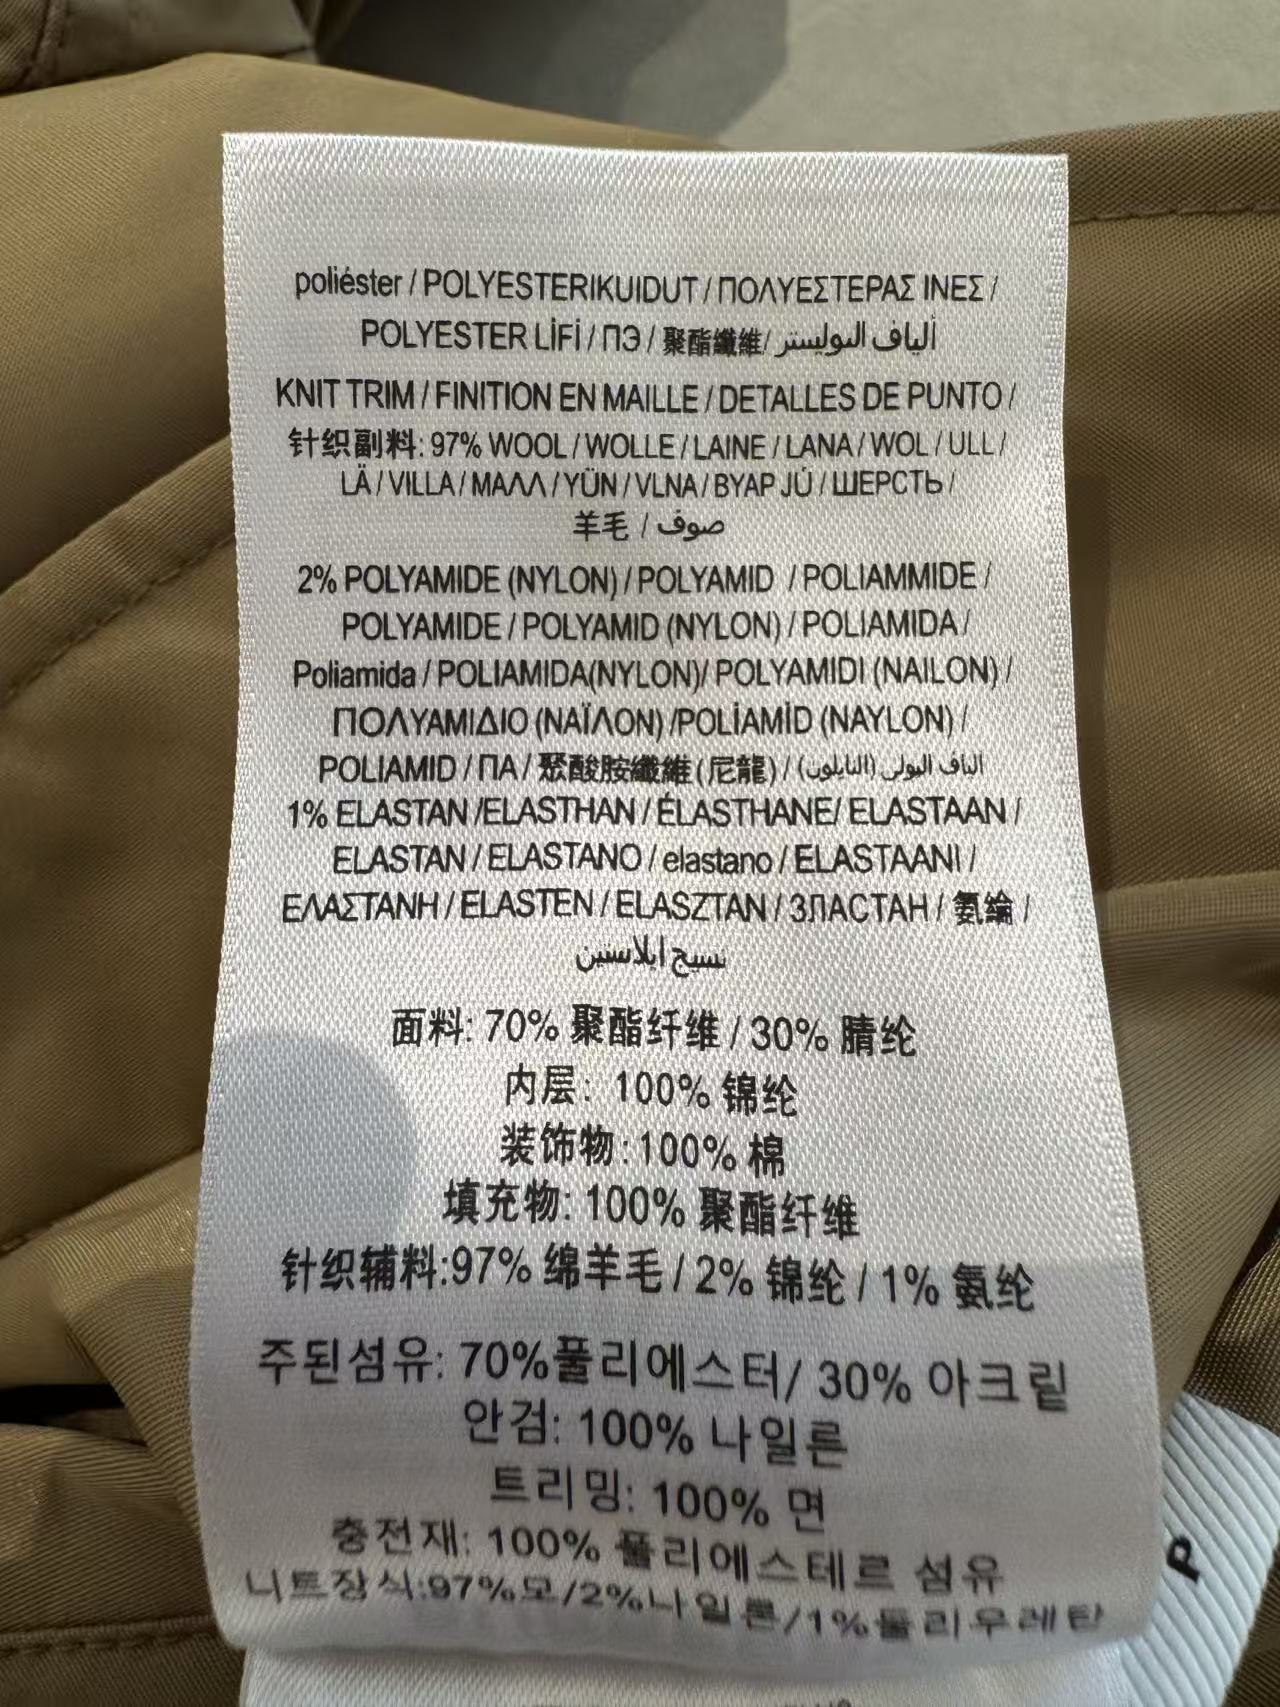 poliéster / POLYESTERIKUIDUT / ΠΟΛΥΕΣΤΕΡΑΣ ΙΝΕΣ /
POLYESTER LİFİ / ПЭ / 聚酯纖維/ ألياف البوليستر
KNIT TRIM / FINITION EN MAILLE / DETALLES DE PUNTO /
针织副料: 97% WOOL / WOLLE / LAINE / LANA / WOL / ULL /
LÄ / VILLA / ΜΑΛΛ / YÜN / VLNA / BYAP JÚ / ШЕРСТЬ /
羊毛 / صوف
2% POLYAMIDE (NYLON) / POLYAMID / POLIAMMIDE /
POLYAMIDE / POLYAMID (NYLON) / POLIAMIDA /
Poliamida / POLIAMIDA(NYLON)/ POLYAMIDI (NAILON) /
ΠΟΛΥΑΜΙΔΙΟ (ΝΑΪΛΟΝ) /POLİAMİD (NAYLON) /
POLIAMID / ПА / 聚酸胺纖維(尼龍) / الياف البولي (النايلون)
1% ELASTAN /ELASTHAN / ÉLASTHANE/ ELASTAAN /
ELASTAN / ELASTANO / elastano / ELASTAANI /
ΕΛΑΣΤΑΝΗ / ELASTEN / ELASZTAN / ЗПАСТАН / 氨綸 /
نسيج ايلاستين
面料: 70% 聚酯纤维 / 30% 腈纶
内层: 100% 锦纶
装饰物:100% 棉
填充物: 100% 聚酯纤维
针织辅料:97% 绵羊毛 / 2% 锦纶 / 1% 氨纶
주된섬유: 70%폴리에스터/ 30% 아크릴
안검: 100% 나일론
트리밍: 100% 면
충전재: 100% 폴리에스테르 섬유
니트장식:97%모/2%나일론/1%폴리우레탄
P